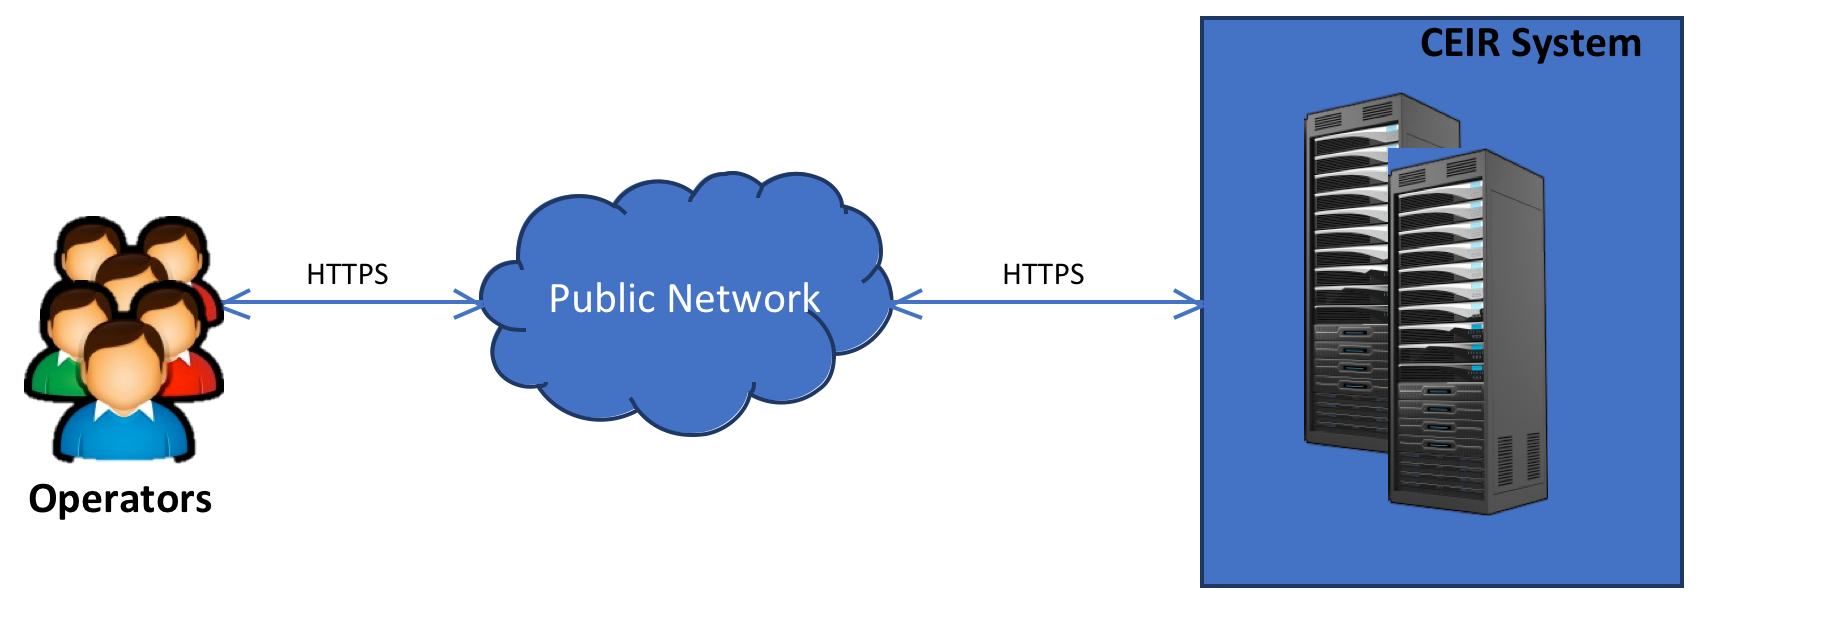 CEIR System
HTTPS
Public Network
HTTPS
Operators